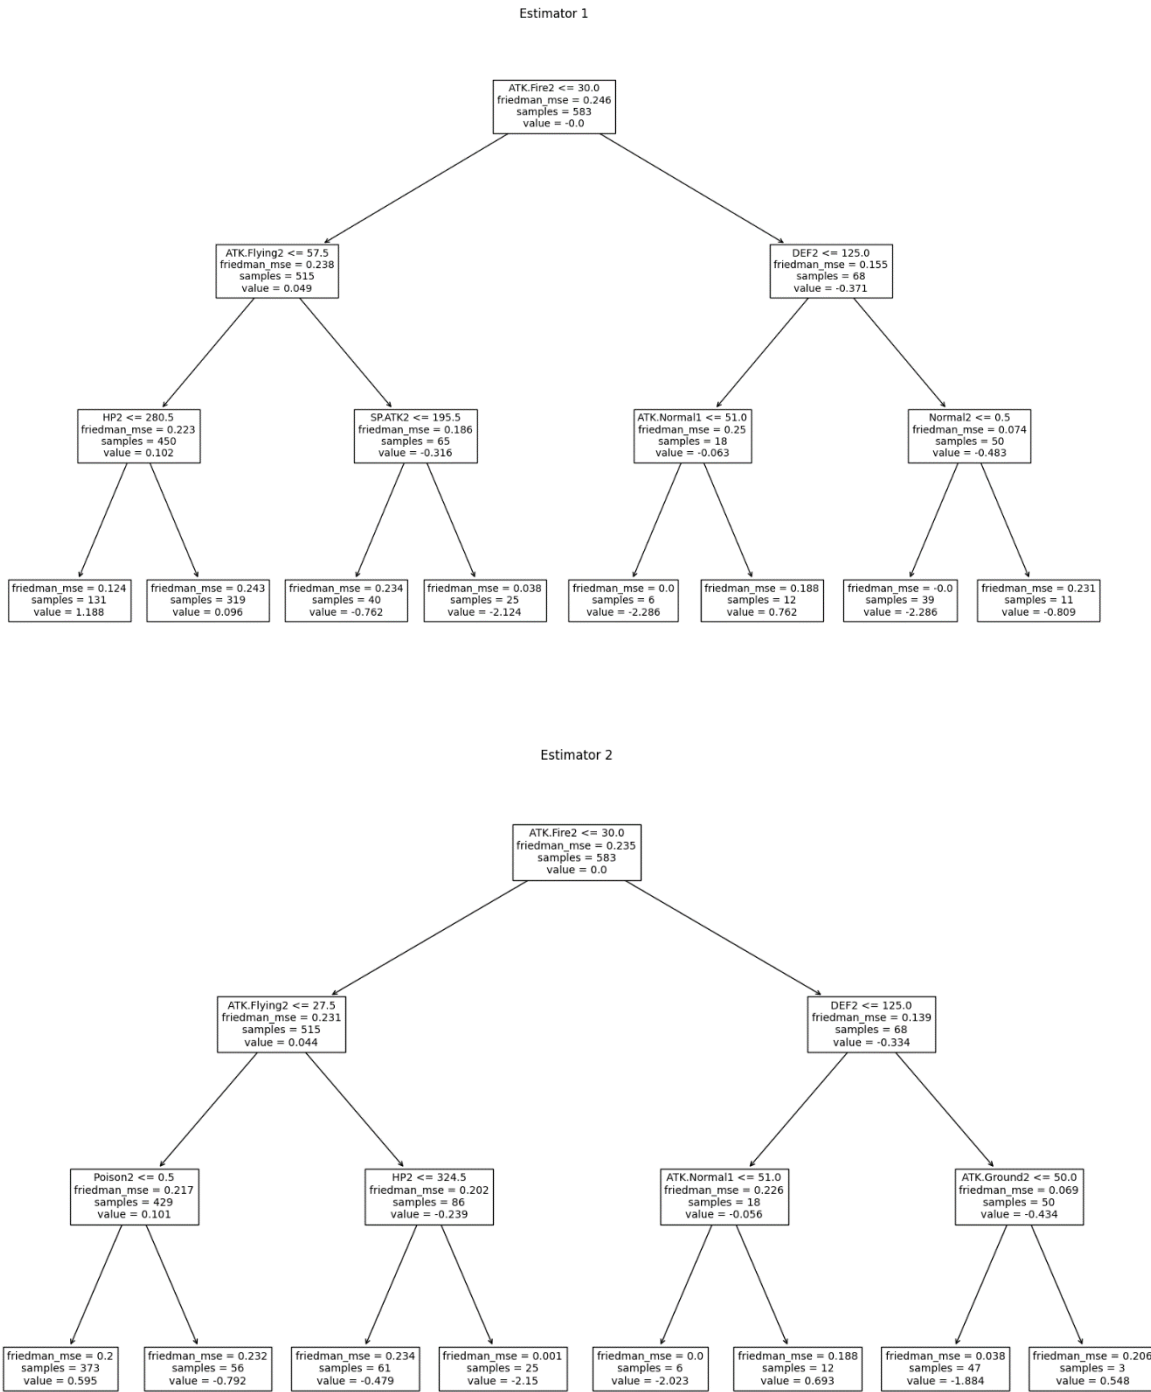 Estimator 1
ATK.Fire2 <= 30.0
friedman_mse = 0.246
samples = 583
value = -0.0
ATK.Flying2 <= 57.5
friedman_mse = 0.238
samples = 515
value = 0.049
DEF2 <= 125.0
friedman_mse = 0.155
samples = 68
value = -0.371
HP2 <= 280.5
friedman_mse = 0.223
samples = 450
value = 0.102
SP.ATK2 <= 195.5
friedman_mse = 0.186
samples = 65
value = -0.316
ATK.Normal1 <= 51.0
friedman_mse = 0.25
samples = 18
value = -0.063
Normal2 <= 0.5
friedman_mse = 0.074
samples = 50
value = -0.483
friedman_mse = 0.124
samples = 131
value = 1.188
friedman_mse = 0.243
samples = 319
value = 0.096
friedman_mse = 0.234
samples = 40
value = -0.762
friedman_mse = 0.038
samples = 25
value = -2.124
friedman_mse = 0.0
samples = 6
value = -2.286
friedman_mse = 0.188
samples = 12
value = 0.762
friedman_mse = -0.0
samples = 39
value = -2.286
friedman_mse = 0.231
samples = 11
value = -0.809
Estimator 2
ATK.Fire2 <= 30.0
friedman_mse = 0.235
samples = 583
value = 0.0
ATK.Flying2 <= 27.5
friedman_mse = 0.231
samples = 515
value = 0.044
DEF2 <= 125.0
friedman_mse = 0.139
samples = 68
value = -0.334
Poison2 <= 0.5
friedman_mse = 0.217
samples = 429
value = 0.101
HP2 <= 324.5
friedman_mse = 0.202
samples = 86
value = -0.239
ATK.Normal1 <= 51.0
friedman_mse = 0.226
samples = 18
value = -0.056
ATK.Ground2 <= 50.0
friedman_mse = 0.069
samples = 50
value = -0.434
friedman_mse = 0.2
samples = 373
value = 0.595
friedman_mse = 0.232
samples = 56
value = -0.792
friedman_mse = 0.234
samples = 61
value = -0.479
friedman_mse = 0.001
samples = 25
value = -2.15
friedman_mse = 0.0
samples = 6
value = -2.023
friedman_mse = 0.188
samples = 12
value = 0.693
friedman_mse = 0.038
samples = 47
value = -1.884
friedman_mse = 0.206
samples = 3
value = 0.548